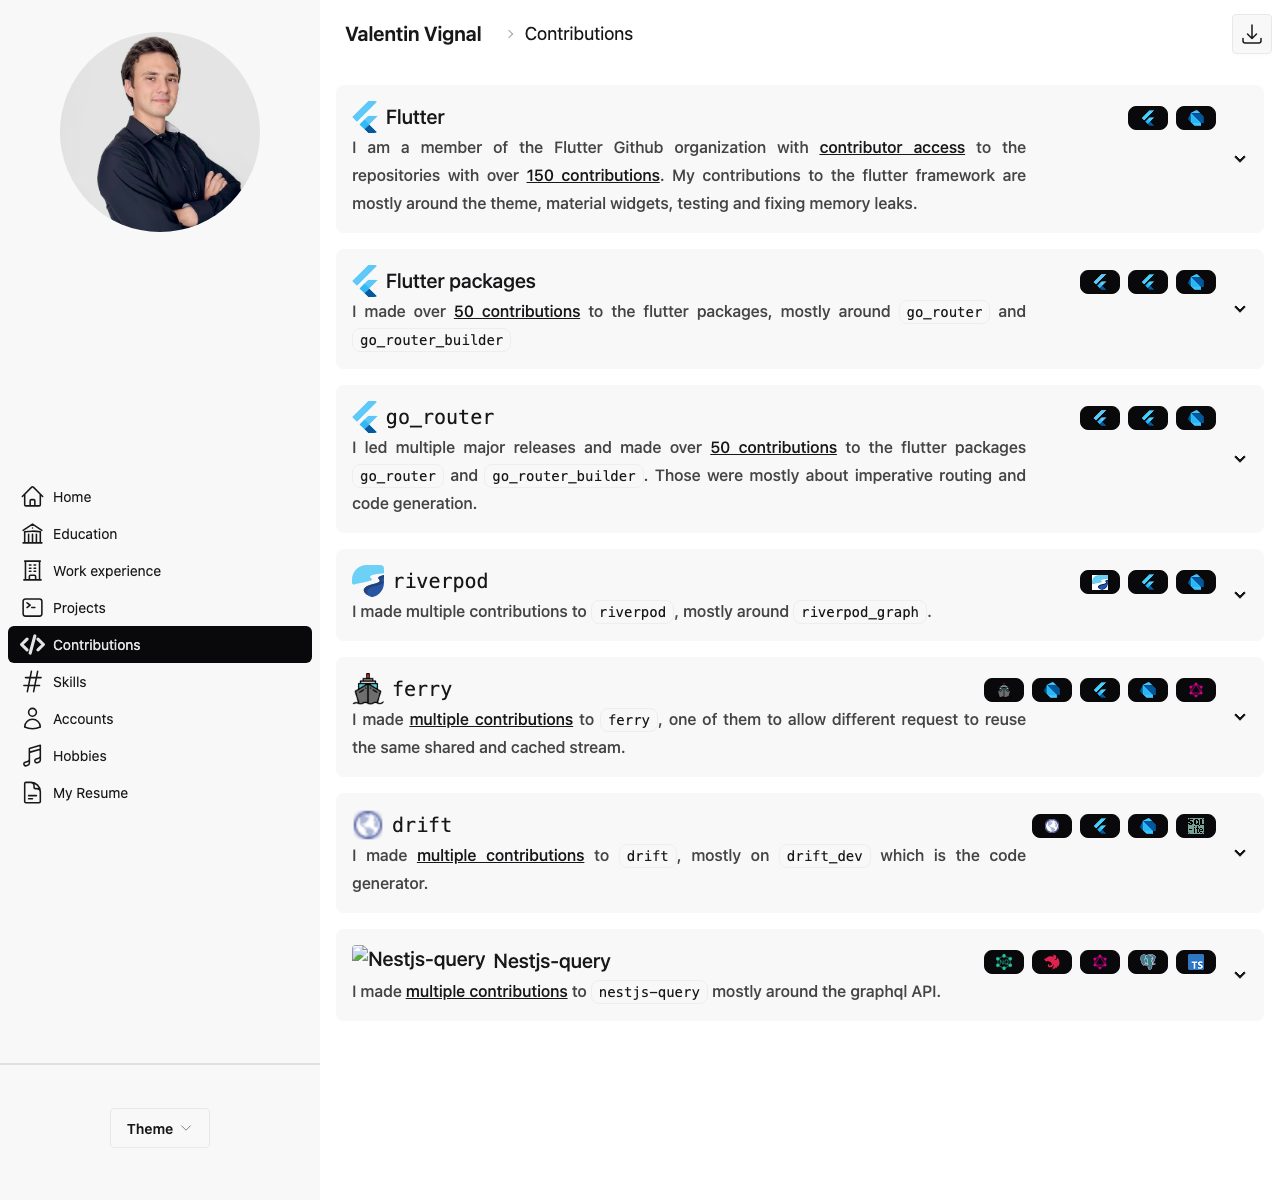 Valentin Vignal
Contributions
Flutter
I am a member of the Flutter Github organization with contributor access to the
repositories with over 150 contributions. My contributions to the flutter framework are
mostly around the theme, material widgets, testing and fixing memory leaks.
Flutter packages
I made over 50 contributions to the flutter packages, mostly around go_router and
go_router_builder
go_router
I led multiple major releases and made over 50 contributions to the flutter packages
go_router and go_router_builder. Those were mostly about imperative routing and
code generation.
riverpod
I made multiple contributions to riverpod, mostly around riverpod_graph.
ferry
I made multiple contributions to ferry, one of them to allow different request to reuse
the same shared and cached stream.
drift
SQL
ite
I made multiple contributions to drift, mostly on drift_dev which is the code
generator.
Nestjs-query Nestjs-query
TS
I made multiple contributions to nestjs-query mostly around the graphql API.
Home
Education
Work experience
Projects
Contributions
Skills
Accounts
Hobbies
My Resume
Theme